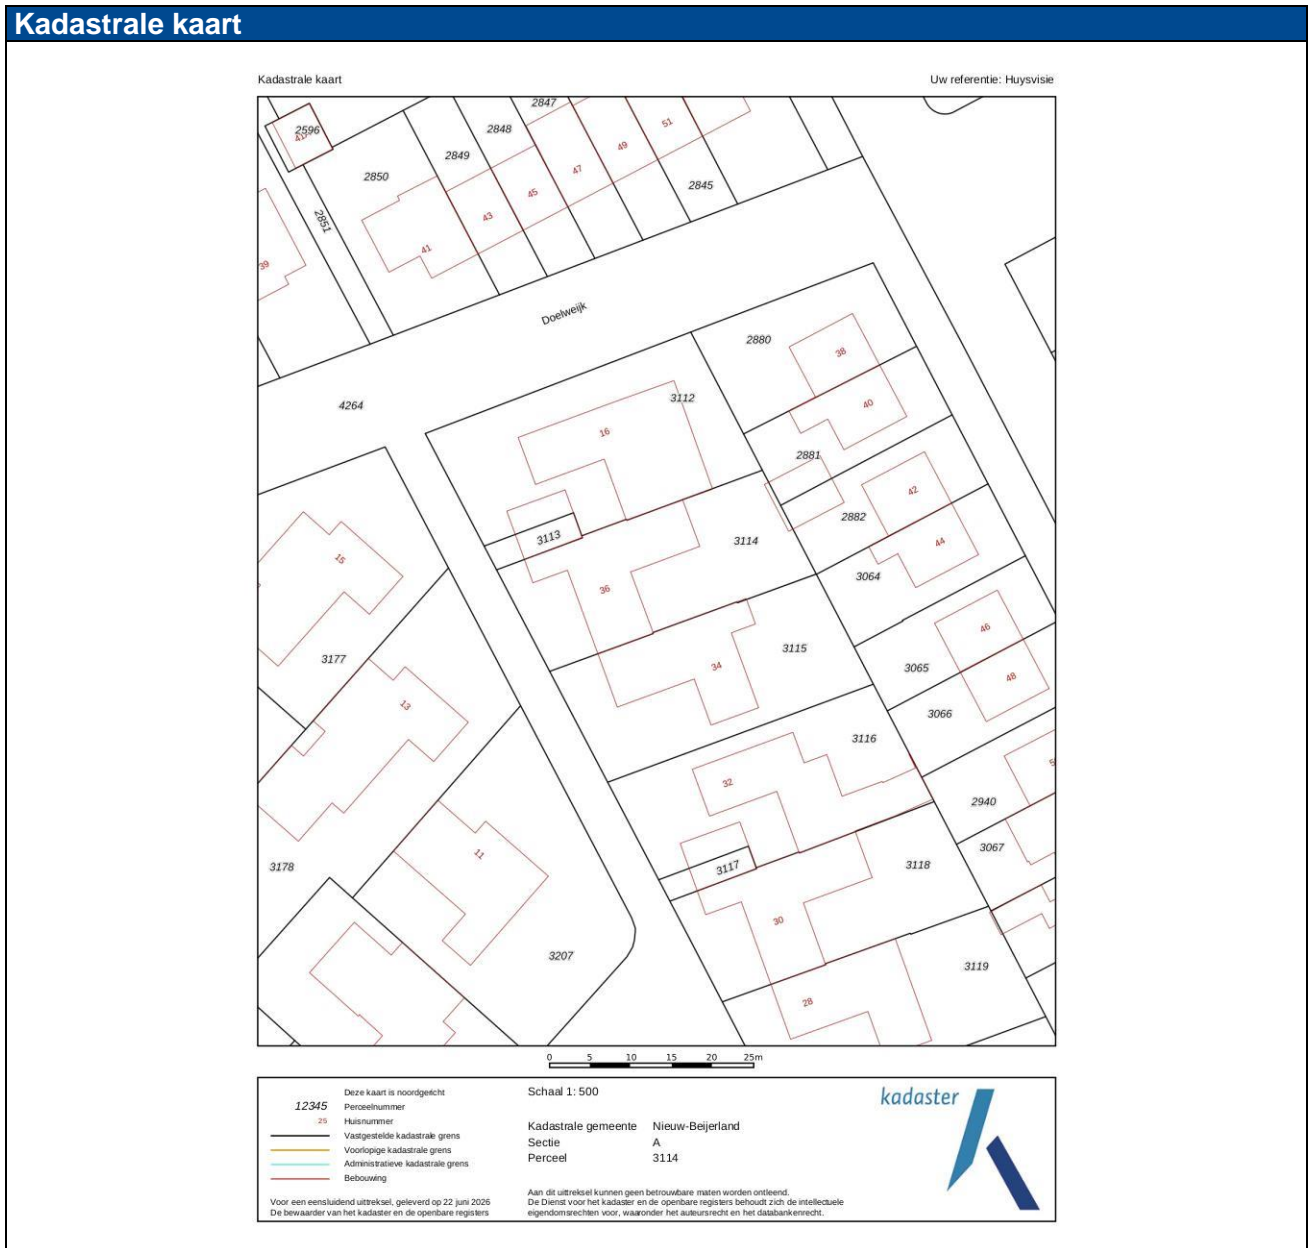 Kadastrale kaart
Kadastrale kaart
Uw referentie: Huysvisie
2847
2596
41
2848
51
49
2849
47
2850
2845
45
43
2851
41
39
Doelweijk
2880
38
4264
3112
40
16
2881
42
2882
3113
3114
44
15
3064
36
46
3115
3177
34
3065
48
13
3066
3116
5
32
2940
3067
11
3117
3118
3178
30
3207
3119
28
0 5 10 15 20 25m
Deze kaart is noordgericht
12345 Perceelnummer
25 Huisnummer
Vastgestelde kadastrale grens
Voorlopige kadastrale grens
Administratieve kadastrale grens
Bebouwing
Voor een eensluidend uittreksel, geleverd op 22 juni 2026
De bewaarder van het kadaster en de openbare registers
Schaal 1: 500
Kadastrale gemeente Nieuw-Beijerland
Sectie A
Perceel 3114
Aan dit uittreksel kunnen geen betrouwbare maten worden ontleend.
De Dienst voor het kadaster en de openbare registers behoudt zich de intellectuele
eigendomsrechten voor, waaronder het auteursrecht en het databankenrecht.
kadaster